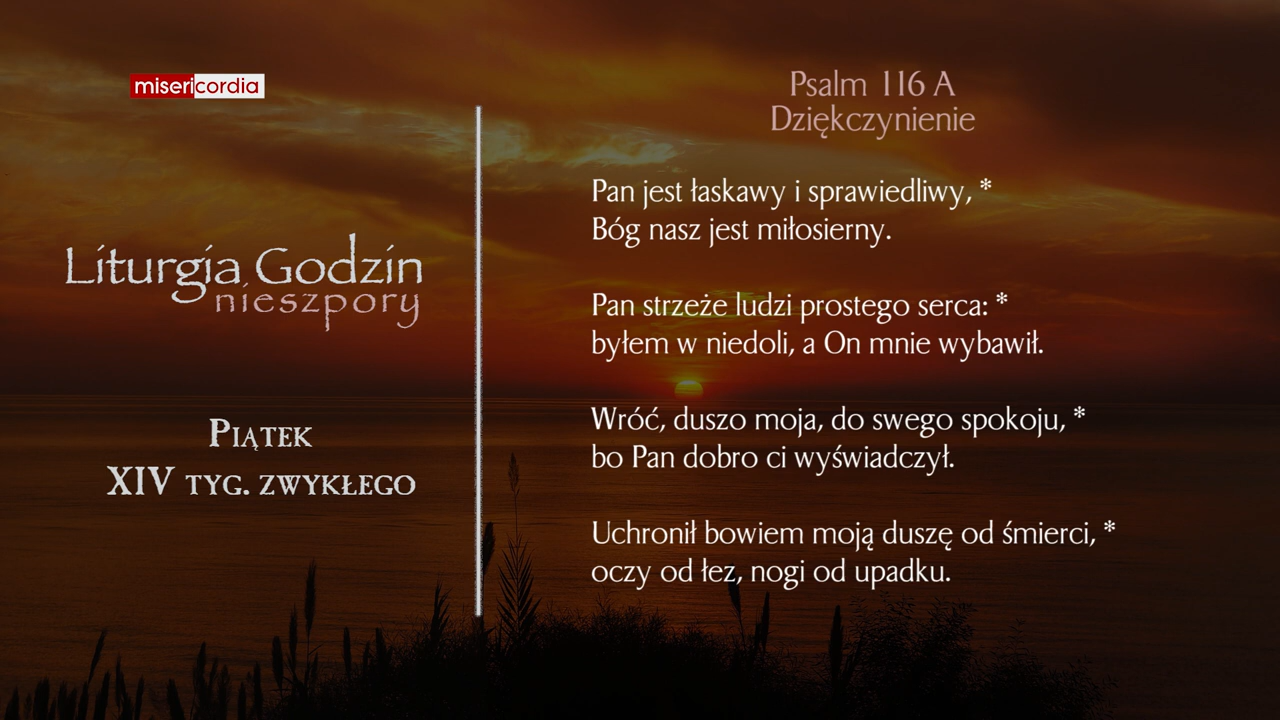 misericordia
Liturgia Godzin
nieszpory
Piątek
XIV tyg. zwykłego
Psalm 116 A
Dziękczynienie
Pan jest łaskawy i sprawiedliwy, *
Bóg nasz jest miłosierny.
Pan strzeże ludzi prostego serca: *
byłem w niedoli, a On mnie wybawił.
Wróć, duszo moja, do swego spokoju, *
bo Pan dobro ci wyświadczył.
Uchronił bowiem moją duszę od śmierci, *
oczy od łez, nogi od upadku.